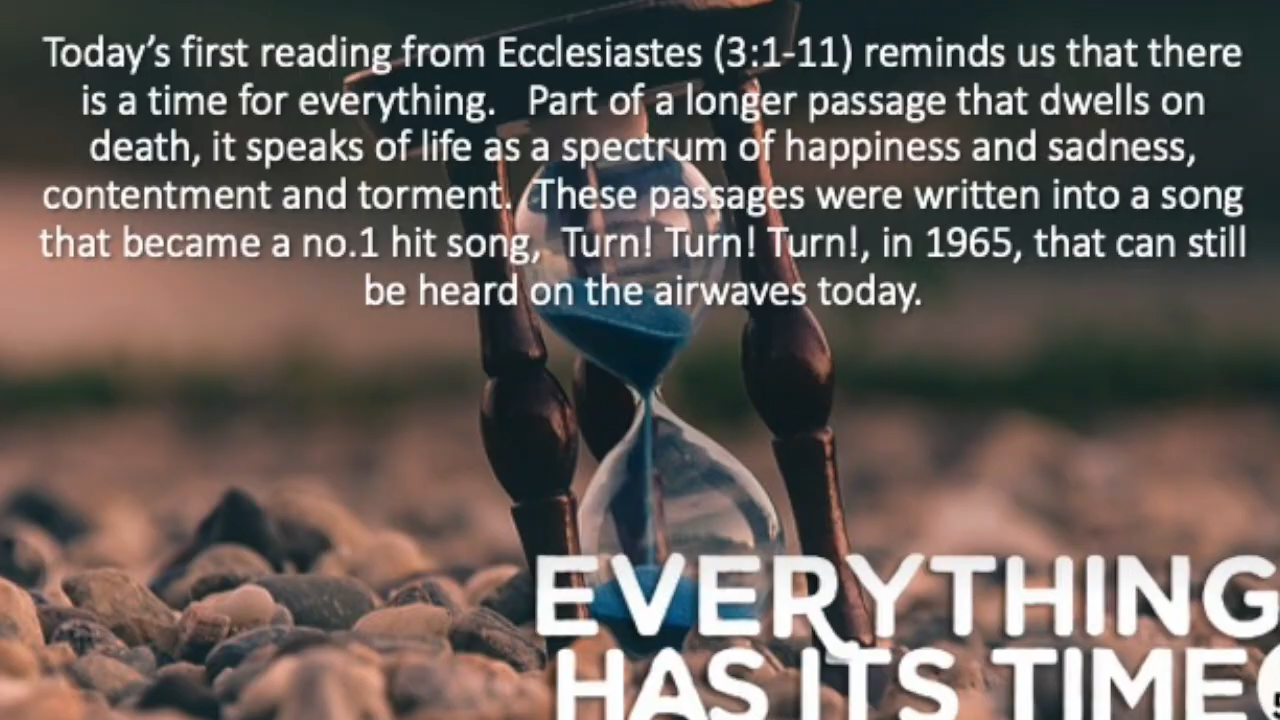 Today's first reading from Ecclesiastes (3:1-11) reminds us that there
is a time for everything.   Part of a longer passage that dwells on
death, it speaks of life as a spectrum of happiness and sadness,
contentment and torment.  These passages were written into a song
that became a no.1 hit song,  Turn! Turn! Turn!, in 1965, that can still
be heard on the airwaves today.
EVERYTHING
HAS ITS TIME